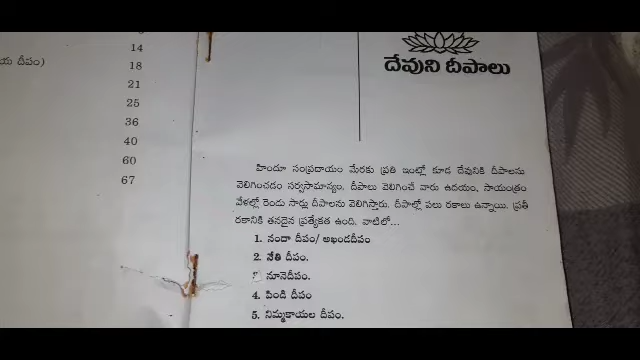 14
య దీపం)
18
21
25
36
40
60
67
దేవుని దీపాలు
హిందూ సంప్రదాయం మేరకు ప్రతి ఇంట్లో కూడ దేవునికి దీపాలను
వెలిగించడం సర్వసామాన్యం. దీపాలు వెలిగించే వారు ఉదయం, సాయంత్రం
వేళల్లో రెండు సార్లు దీపాలను వెలిగిస్తారు. దీపాల్లో పలు రకాలు ఉన్నాయి. ప్రతీ
రకానికి తనదైన ప్రత్యేకత ఉంది. వాటిలో...
1. నందా దీపం/ అఖండదీపం
2. నేతి దీపం.
3. నూనెదీపం.
4. పిండి దీపం
5. నిమ్మకాయల దీపం.